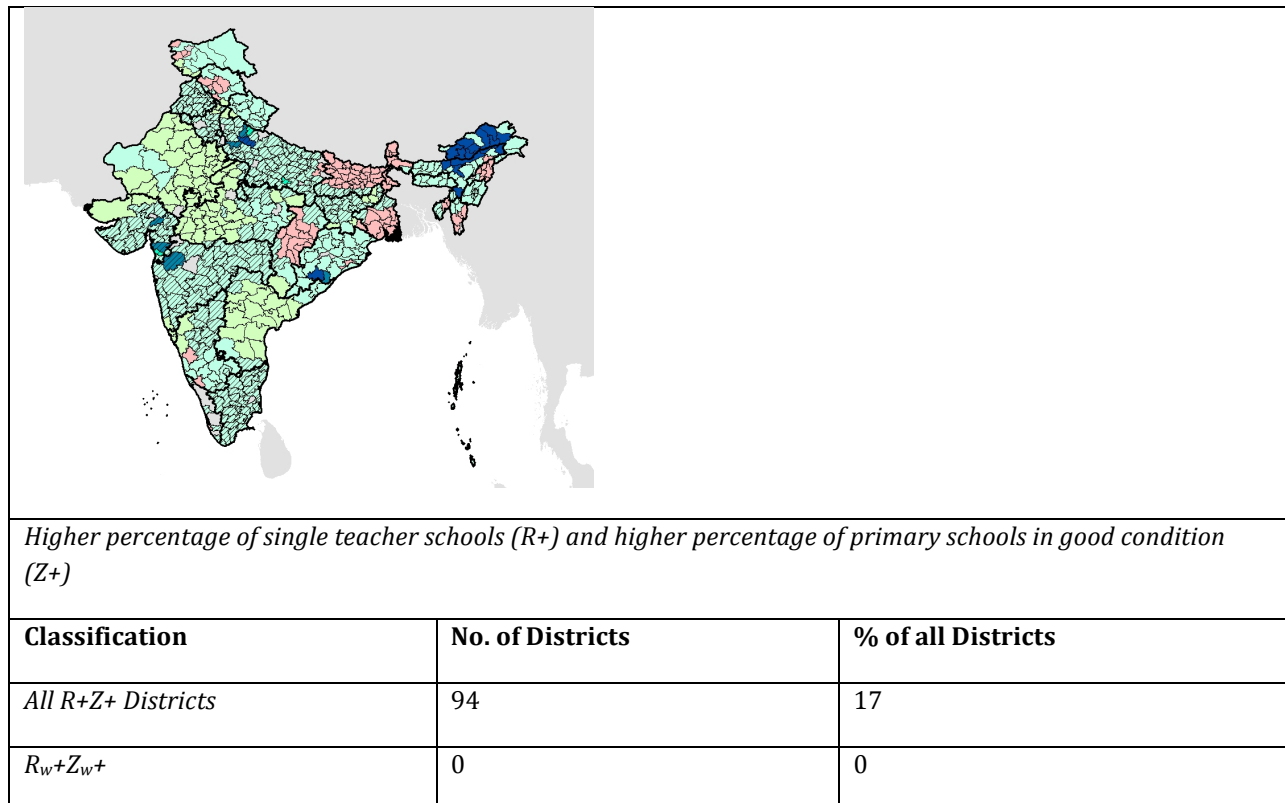 Higher percentage of single teacher schools (R+) and higher percentage of primary schools in good condition
(Z+)
Classification No. of Districts % of all Districts
All R+Z+ Districts 94 17
Rw+Zw+ 0 0